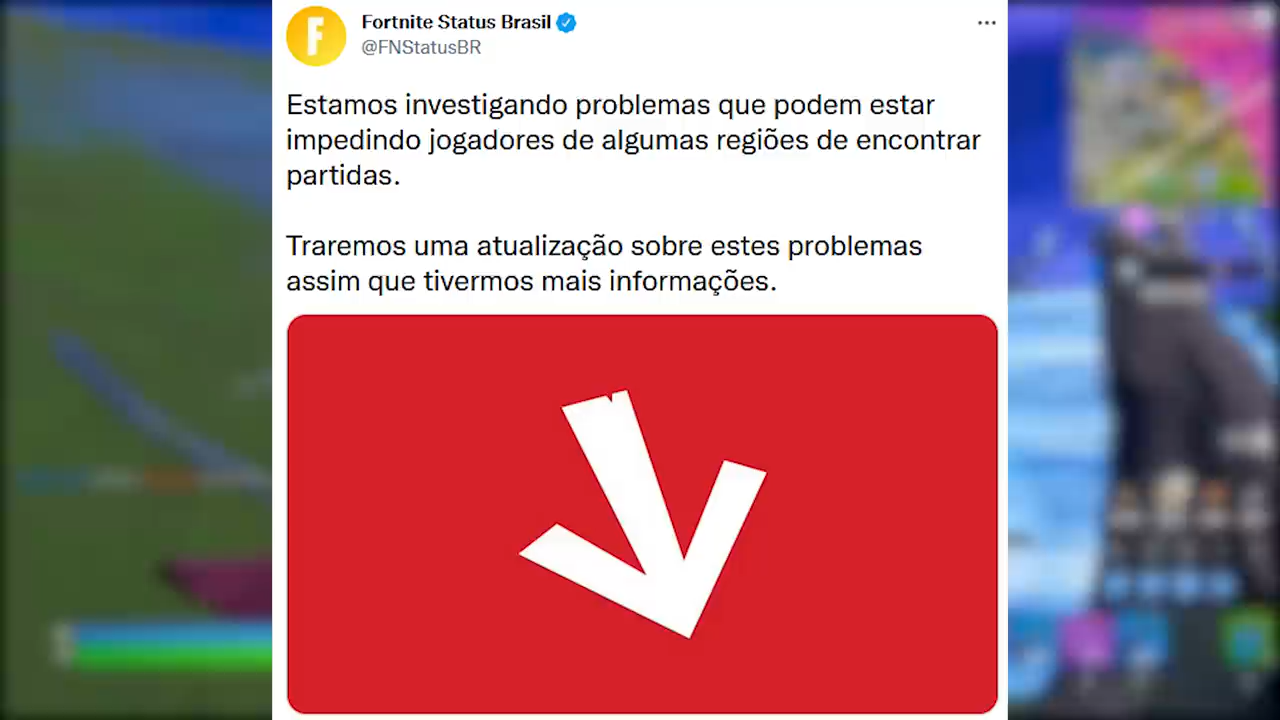 Fortnite Status Brasil
@FNStatusBR
Estamos investigando problemas que podem estar
impedindo jogadores de algumas regiões de encontrar
partidas.
Traremos uma atualização sobre estes problemas
assim que tivermos mais informações.